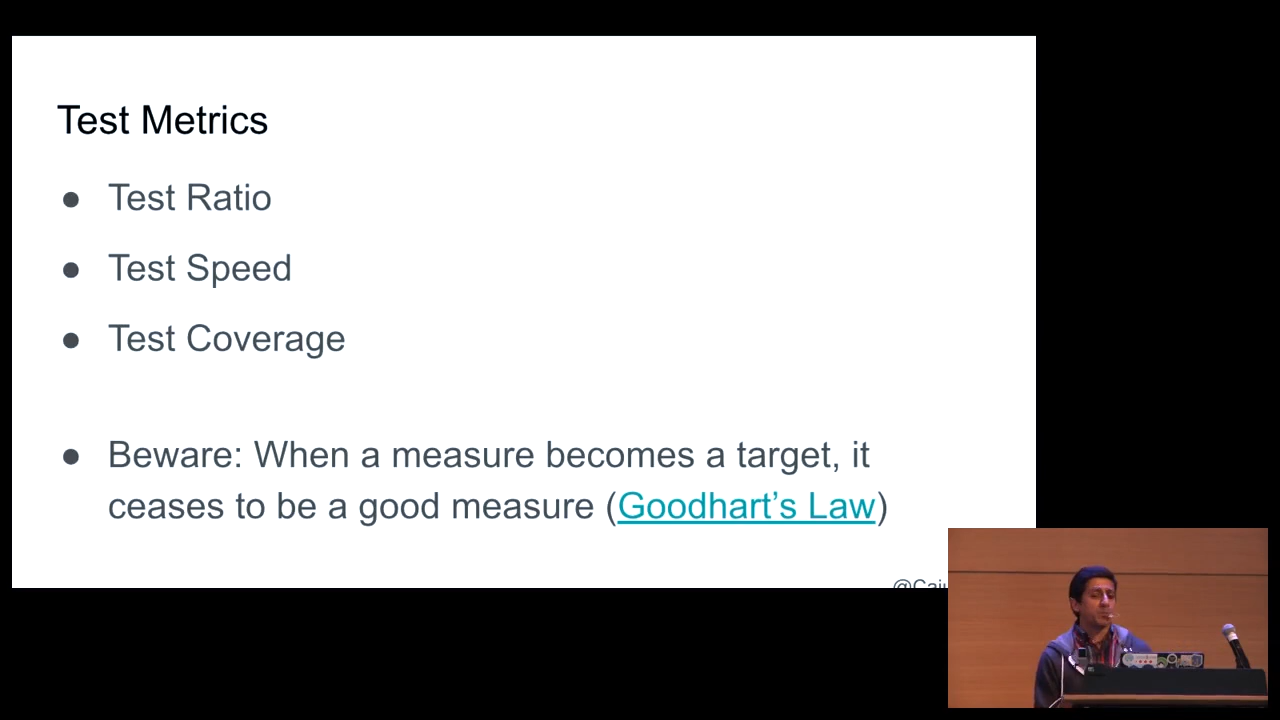 Test Metrics
● Test Ratio
● Test Speed
● Test Coverage
● Beware: When a measure becomes a target, it
ceases to be a good measure (Goodhart’s Law)